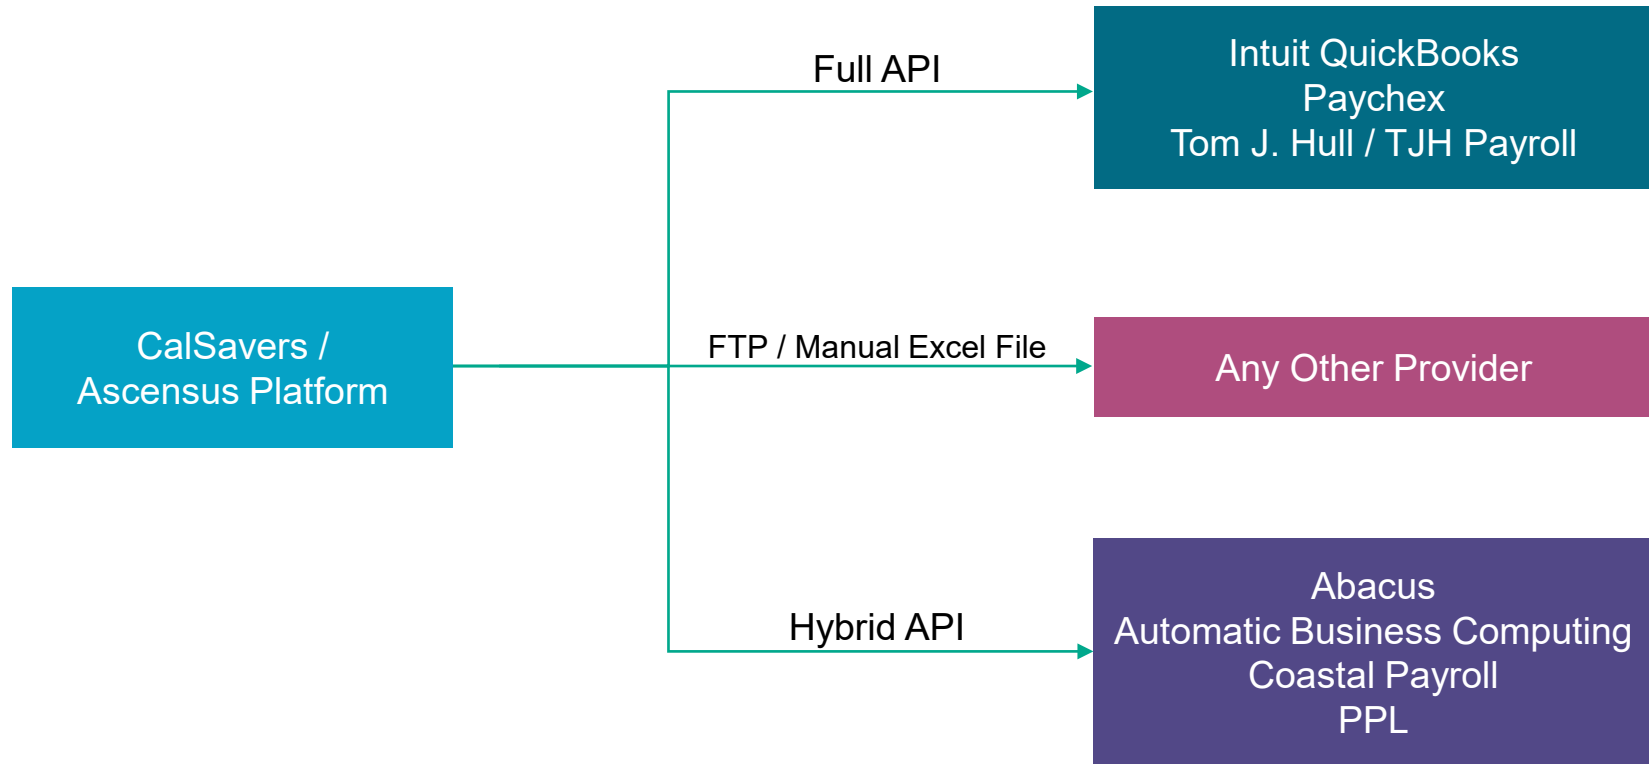 CalSavers /
Ascensus Platform
Full API
Intuit QuickBooks
Paychex
Tom J. Hull / TJH Payroll
FTP / Manual Excel File
Any Other Provider
Hybrid API
Abacus
Automatic Business Computing
Coastal Payroll
PPL